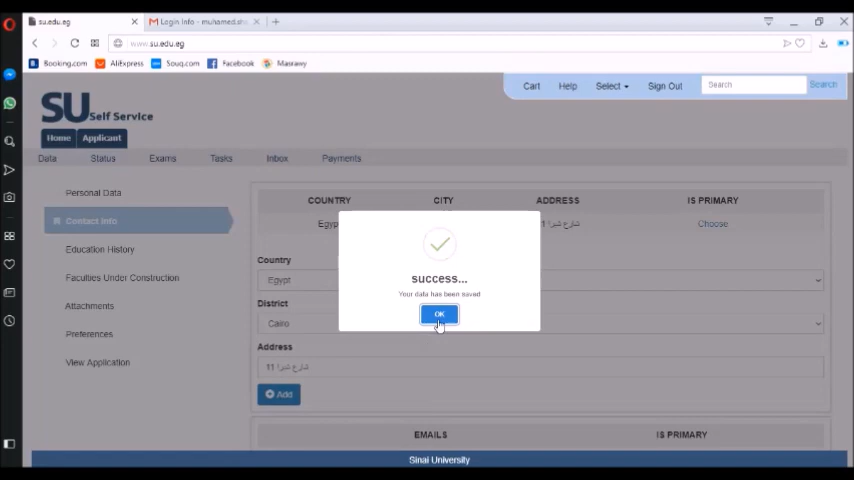 su.edu.eg
Login Info - muhamed.sha
www.su.edu.eg
Booking.com AliExpress Souq.com Facebook Masrawy
Cart Help Select Sign Out Search Search
SU Self Service
Home Applicant
Data Status Exams Tasks Inbox Payments
Personal Data
Contact Info
Education History
Faculties Under Construction
Attachments
Preferences
View Application
COUNTRY CITY ADDRESS IS PRIMARY
Egypt شارع شبرا 11 Choose
Country
Egypt
District
Cairo
Address
شارع شبرا 11
Add
EMAILS IS PRIMARY
success...
Your data has been saved
OK
Sinai University